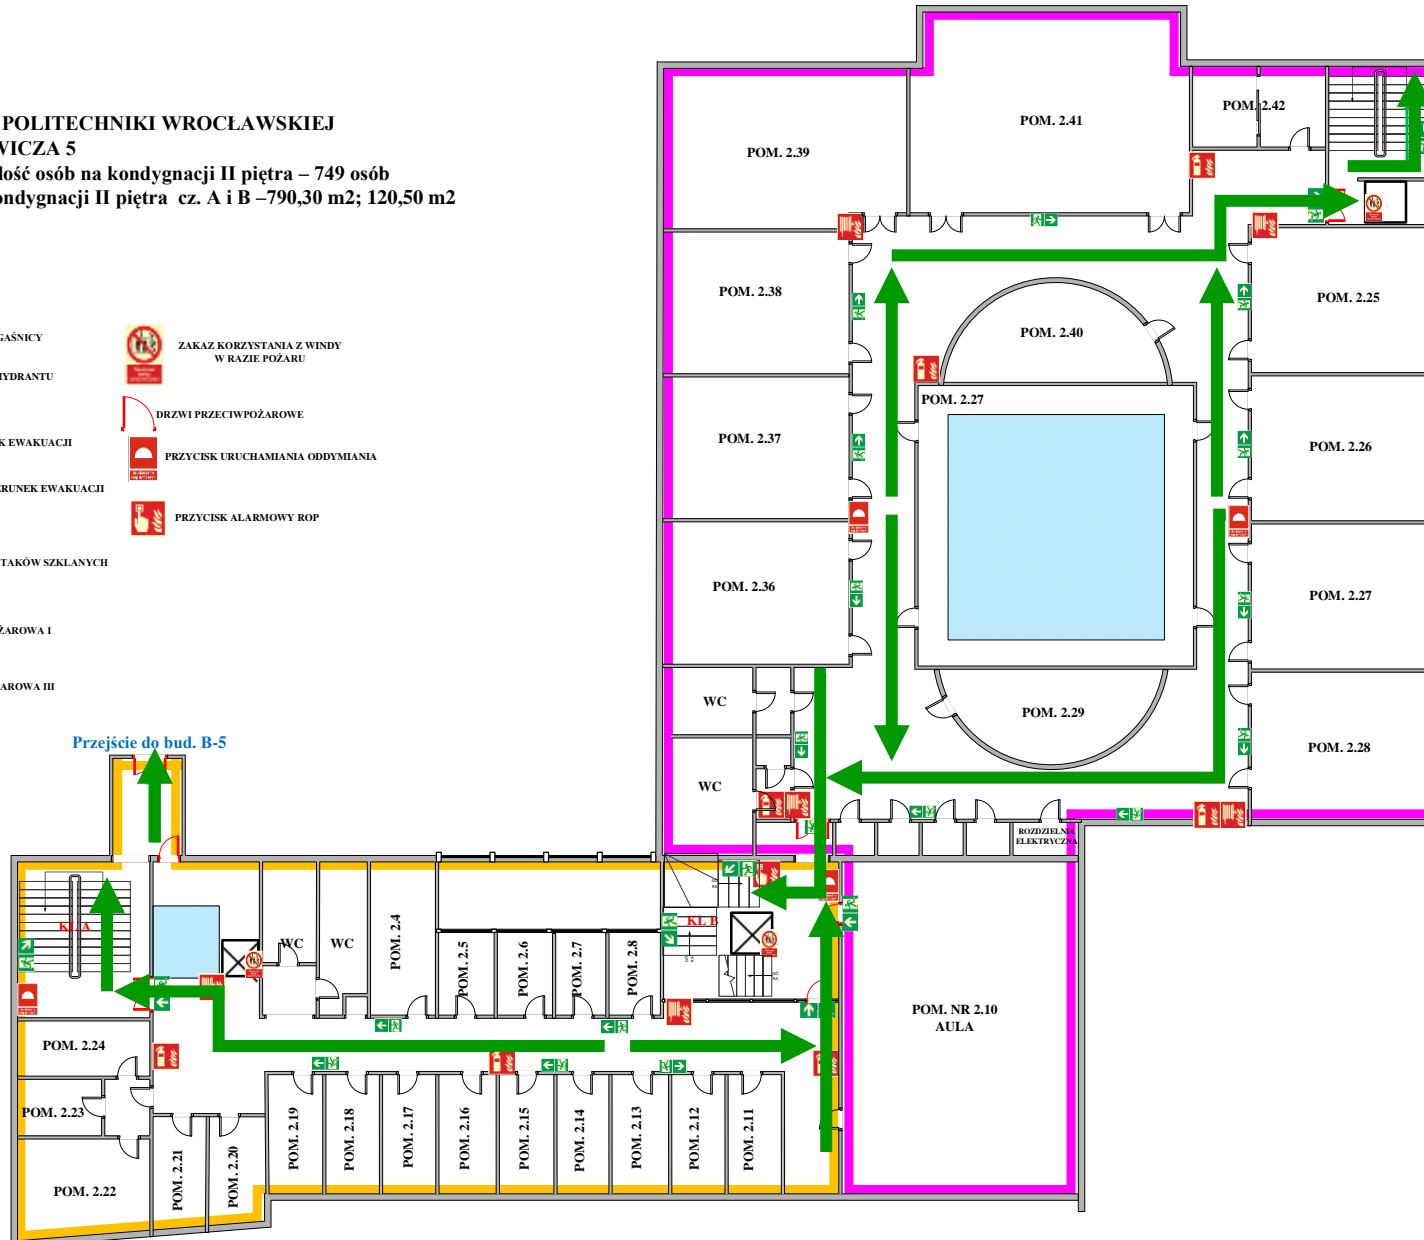 POLITECHNIKI WROCŁAWSKIEJ
WICZA 5
lość osób na kondygnacji II piętra – 749 osób
ondygnacji II piętra cz. A i B –790,30 m2; 120,50 m2
GAŚNICY
HYDRANTU
K EWAKUACJI
ERUNEK EWAKUACJI
TAKÓW SZKLANYCH
ŻAROWA I
AROWA III
ZAKAZ KORZYSTANIA Z WINDY
W RAZIE POŻARU
DRZWI PRZECIWPOŻAROWE
PRZYCISK URUCHAMIANIA ODDYMIANIA
PRZYCISK ALARMOWY ROP
Przejście do bud. B-5
POM. 2.39
POM. 2.41
POM. 2.42
POM. 2.38
POM. 2.40
POM. 2.25
POM. 2.27
POM. 2.37
POM. 2.26
POM. 2.36
POM. 2.27
WC
POM. 2.29
POM. 2.28
WC
ROZDZIELNIA
ELEKTRYCZNA
KL A
WC
WC
POM. 2.4
POM. 2.5
POM. 2.6
POM. 2.7
POM. 2.8
KL B
POM. NR 2.10
AULA
POM. 2.24
POM. 2.23
POM. 2.22
POM. 2.21
POM. 2.20
POM. 2.19
POM. 2.18
POM. 2.17
POM. 2.16
POM. 2.15
POM. 2.14
POM. 2.13
POM. 2.12
POM. 2.11